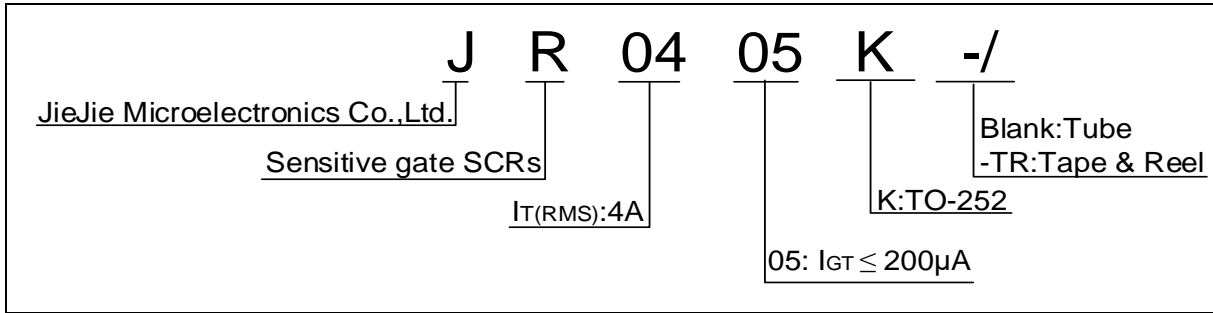 J R 04 05 K -/
JieJie Microelectronics Co.,Ltd.
Blank:Tube
Sensitive gate SCRs
-TR:Tape & Reel
IT(RMS):4A
K:TO-252
05: IGT ≤ 200μA